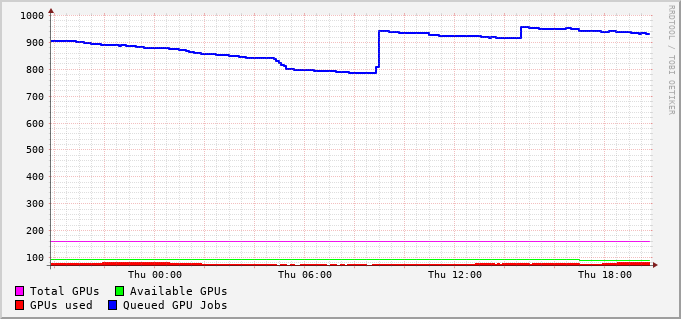 1000
900
800
700
600
500
400
300
200
100
Thu 00:00 Thu 06:00 Thu 12:00 Thu 18:00
Total GPUs Available GPUs
GPUs used Queued GPU Jobs
RRDTOOL / TOBI OETIKER